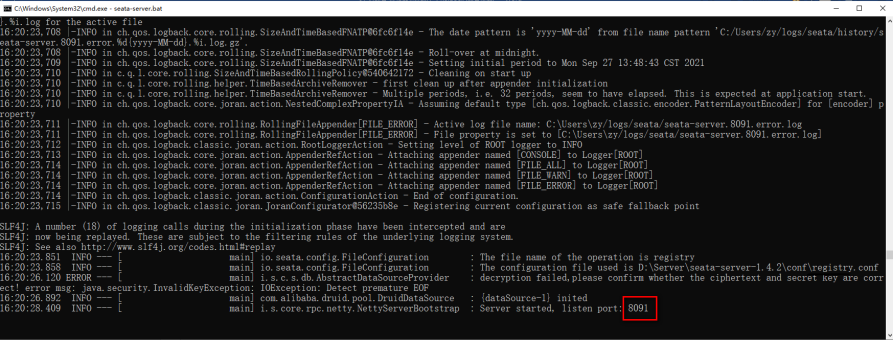 C:\Windows\System32\cmd.exe - seata-server.bat
}.%i.log for the active file
16:20:23,708 |-INFO in ch.qos.logback.core.rolling.SizeAndTimeBasedFNATP@6fc6f14e - The date pattern is 'yyyy-MM-dd' from file name pattern 'C:/Users/zy/logs/seata/history/s
eata-server.8091.error.%d{yyyy-MM-dd}.%i.log.gz'.
16:20:23,708 |-INFO in ch.qos.logback.core.rolling.SizeAndTimeBasedFNATP@6fc6f14e - Roll-over at midnight.
16:20:23,709 |-INFO in ch.qos.logback.core.rolling.SizeAndTimeBasedFNATP@6fc6f14e - Setting initial period to Mon Sep 27 13:48:43 CST 2021
16:20:23,710 |-INFO in c.q.l.core.rolling.SizeAndTimeBasedRollingPolicy@540642172 - Cleaning on start up
16:20:23,710 |-INFO in c.q.l.core.rolling.helper.TimeBasedArchiveRemover - first clean up after appender initialization
16:20:23,710 |-INFO in c.q.l.core.rolling.helper.TimeBasedArchiveRemover - Multiple periods, i.e. 32 periods, seem to have elapsed. This is expected at application start.
16:20:23,710 |-INFO in ch.qos.logback.core.joran.action.NestedComplexPropertyIA - Assuming default type [ch.qos.logback.classic.encoder.PatternLayoutEncoder] for [encoder] p
roperty
16:20:23,711 |-INFO in ch.qos.logback.core.rolling.RollingFileAppender[FILE_ERROR] - Active log file name: C:\Users\zy/logs/seata/seata-server.8091.error.log
16:20:23,711 |-INFO in ch.qos.logback.core.rolling.RollingFileAppender[FILE_ERROR] - File property is set to [C:\Users\zy/logs/seata/seata-server.8091.error.log]
16:20:23,712 |-INFO in ch.qos.logback.classic.joran.action.RootLoggerAction - Setting level of ROOT logger to INFO
16:20:23,713 |-INFO in ch.qos.logback.core.joran.action.AppenderRefAction - Attaching appender named [CONSOLE] to Logger[ROOT]
16:20:23,714 |-INFO in ch.qos.logback.core.joran.action.AppenderRefAction - Attaching appender named [FILE_ALL] to Logger[ROOT]
16:20:23,714 |-INFO in ch.qos.logback.core.joran.action.AppenderRefAction - Attaching appender named [FILE_WARN] to Logger[ROOT]
16:20:23,714 |-INFO in ch.qos.logback.core.joran.action.AppenderRefAction - Attaching appender named [FILE_ERROR] to Logger[ROOT]
16:20:23,714 |-INFO in ch.qos.logback.classic.joran.action.ConfigurationAction - End of configuration.
16:20:23,715 |-INFO in ch.qos.logback.classic.joran.JoranConfigurator@56235b8e - Registering current configuration as safe fallback point
SLF4J: A number (18) of logging calls during the initialization phase have been intercepted and are
SLF4J: now being replayed. These are subject to the filtering rules of the underlying logging system.
SLF4J: See also http://www.slf4j.org/codes.html#replay
16:20:23.851  INFO --- [                     main] io.seata.config.FileConfiguration        : The file name of the operation is registry
16:20:23.858  INFO --- [                     main] io.seata.config.FileConfiguration        : The configuration file used is D:\Server\seata-server-1.4.2\conf\registry.conf
16:20:26.120 ERROR --- [                     main] i.s.c.s.db.AbstractDataSourceProvider    : decryption failed,please confirm whether the ciphertext and secret key are corr
ect! error msg: java.security.InvalidKeyException: IOException: Detect premature EOF
16:20:26.892  INFO --- [                     main] com.alibaba.druid.pool.DruidDataSource   : {dataSource-1} inited
16:20:28.409  INFO --- [                     main] i.s.core.rpc.netty.NettyServerBootstrap  : Server started, listen port: 8091